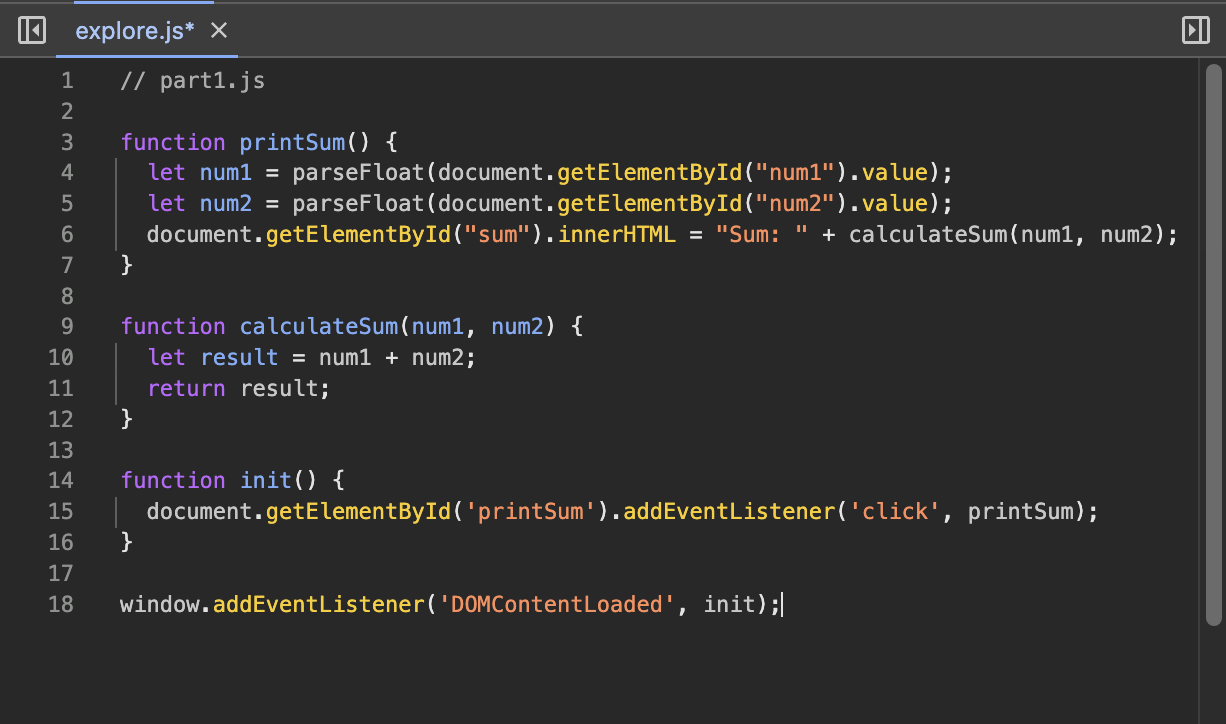 explore.js* ×
1 // part1.js
2
3 function printSum() {
4   let num1 = parseFloat(document.getElementById("num1").value);
5   let num2 = parseFloat(document.getElementById("num2").value);
6   document.getElementById("sum").innerHTML = "Sum: " + calculateSum(num1, num2);
7 }
8
9 function calculateSum(num1, num2) {
10   let result = num1 + num2;
11   return result;
12 }
13
14 function init() {
15   document.getElementById('printSum').addEventListener('click', printSum);
16 }
17
18 window.addEventListener('DOMContentLoaded', init);